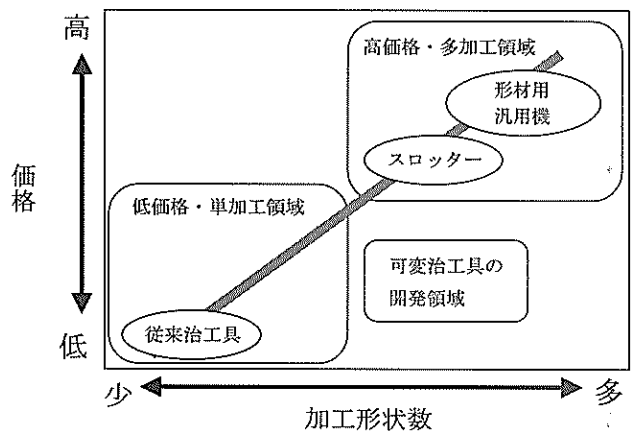 高
高価格・多加工領域
形材用
汎用機
スロッター
価格
低価格・単加工領域
可変治工具の
開発領域
従来治工具
低
少
多
加工形状数